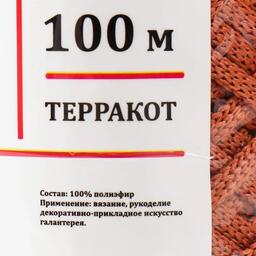 100 м
ТЕРРАКОТ
Состав: 100% полиэфир
Применение: вязание, рукоделие
декоративно-прикладное искусство
галантерея.